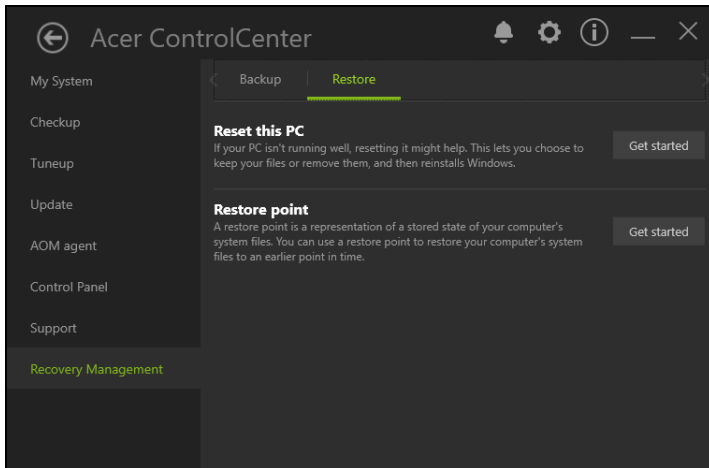 Acer ControlCenter
My System
Checkup
Tuneup
Update
AOM agent
Control Panel
Support
Recovery Management
Backup
Restore
Reset this PC
If your PC isn't running well, resetting it might help. This lets you choose to
keep your files or remove them, and then reinstalls Windows.
Get started
Restore point
A restore point is a representation of a stored state of your computer's
system files. You can use a restore point to restore your computer's system
files to an earlier point in time.
Get started